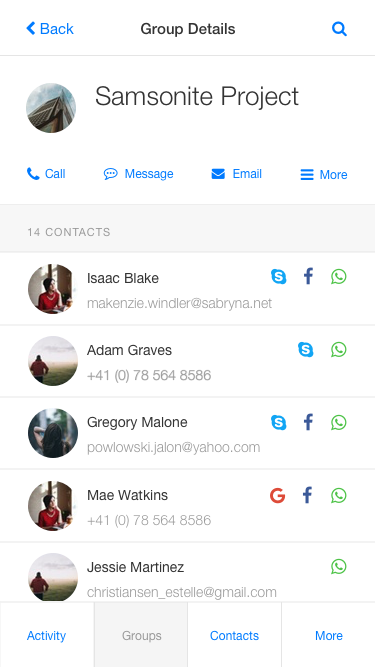 Back
Group Details
Samsonite Project
Call
Message
Email
More
14 CONTACTS
Isaac Blake
makenzie.windler@sabryna.net
Adam Graves
+41 (0) 78 564 8586
Gregory Malone
powlowski.jalon@yahoo.com
Mae Watkins
+41 (0) 78 564 8586
Jessie Martinez
christiansen_estelle@gmail.com
Activity
Groups
Contacts
More